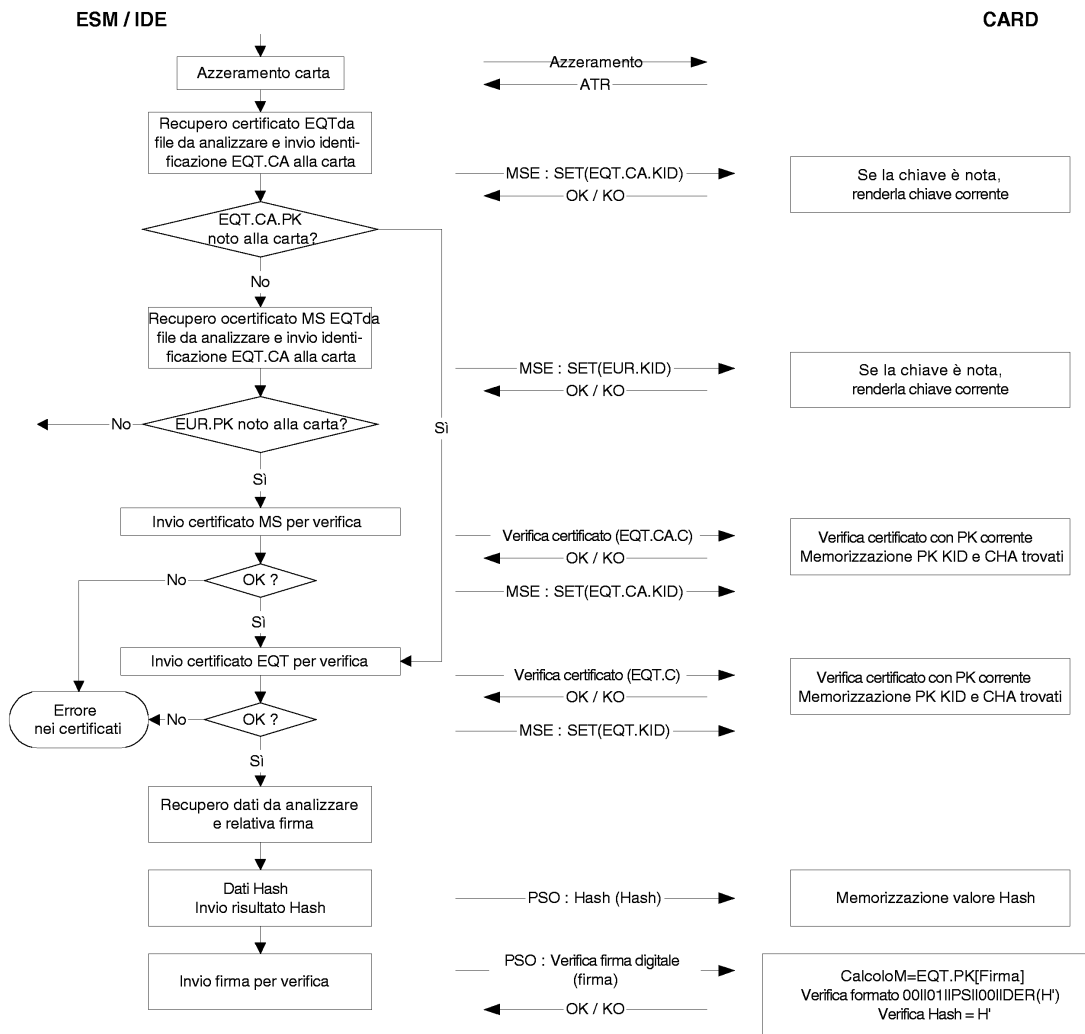 ESM / IDE
CARD
Azzeramento carta
Azzeramento
ATR
Recupero certificato EQTda
file da analizzare e invio identi-
ficazione EQT.CA alla carta
MSE : SET(EQT.CA.KID)
OK / KO
Se la chiave è nota,
renderla chiave corrente
EQT.CA.PK
noto alla carta?
No
Recupero ocertificato MS EQTda
file da analizzare e invio identi-
ficazione EQT.CA alla carta
MSE : SET(EUR.KID)
OK / KO
Se la chiave è nota,
renderla chiave corrente
No
EUR.PK noto alla carta?
Sì
Sì
Invio certificato MS per verifica
Verifica certificato (EQT.CA.C)
OK / KO
Verifica certificato con PK corrente
Memorizzazione PK KID e CHA trovati
No
OK ?
MSE : SET(EQT.CA.KID)
Sì
Invio certificato EQT per verifica
Verifica certificato (EQT.C)
OK / KO
Verifica certificato con PK corrente
Memorizzazione PK KID e CHA trovati
Errore
nei certificati
No
OK ?
MSE : SET(EQT.KID)
Sì
Recupero dati da analizzare
e relativa firma
Dati Hash
Invio risultato Hash
PSO : Hash (Hash)
Memorizzazione valore Hash
Invio firma per verifica
PSO : Verifica firma digitale
(firma)
OK / KO
CalcoloM=EQT.PK[Firma]
Verifica formato 00II01IIPSII00IIDER(H')
Verifica Hash = H'